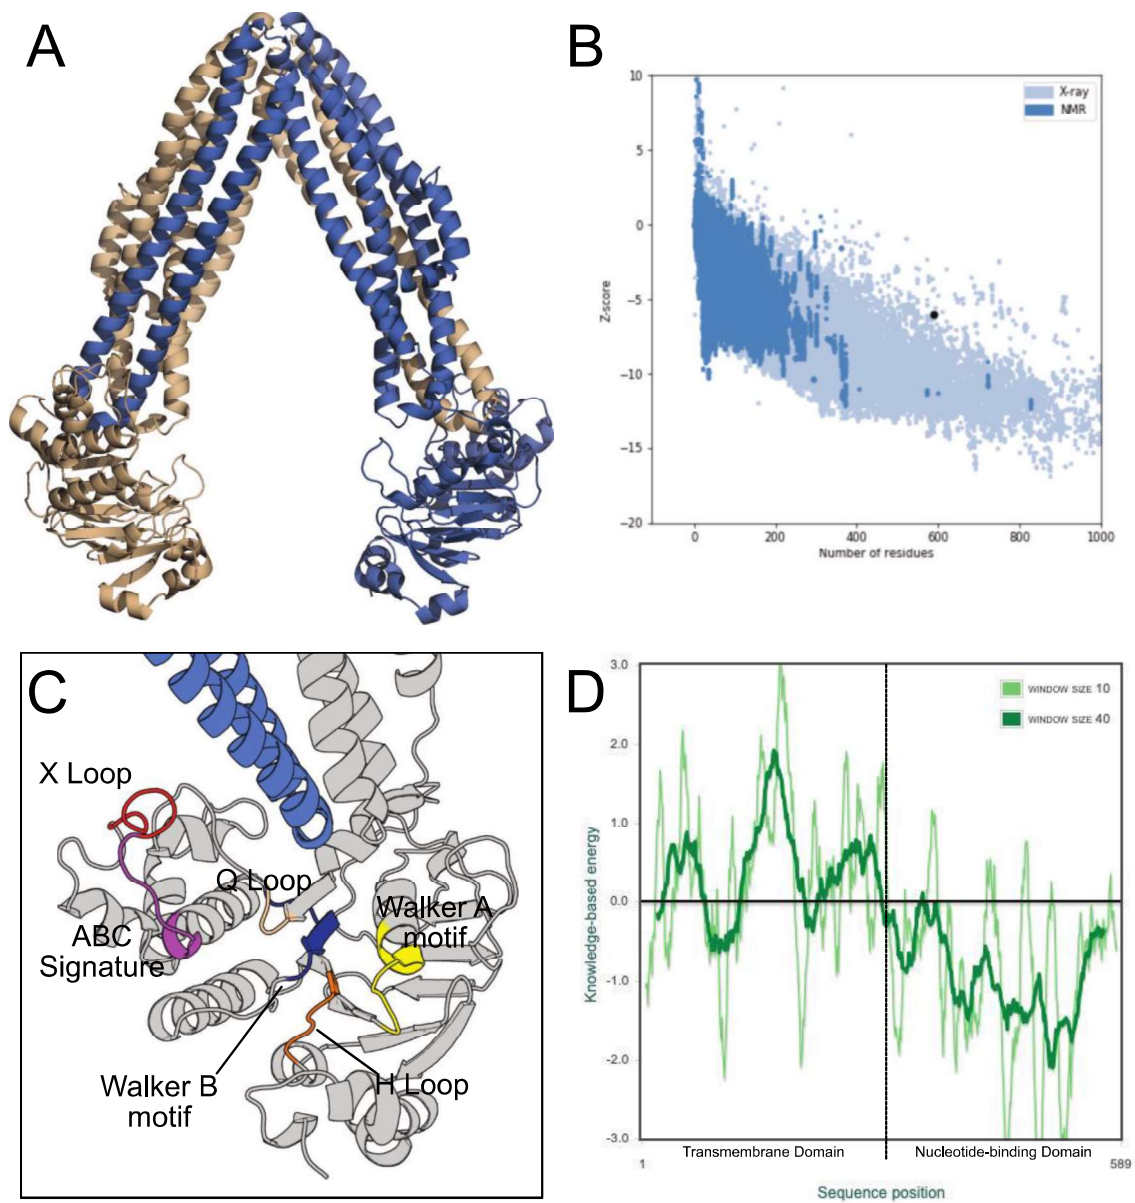 A
B
10
5
0
−5
−10
−15
−20
Z-score
X-ray
NMR
0
200
400
600
800
1000
Number of residues
C
X Loop
Q Loop
Walker A
motif
ABC
Signature
Walker B
motif
H Loop
D
3.0
2.0
1.0
0.0
-1.0
-2.0
-3.0
Knowledge-based energy
WINDOW SIZE 10
WINDOW SIZE 40
Transmembrane Domain
Nucleotide-binding Domain
1
589
Sequence position